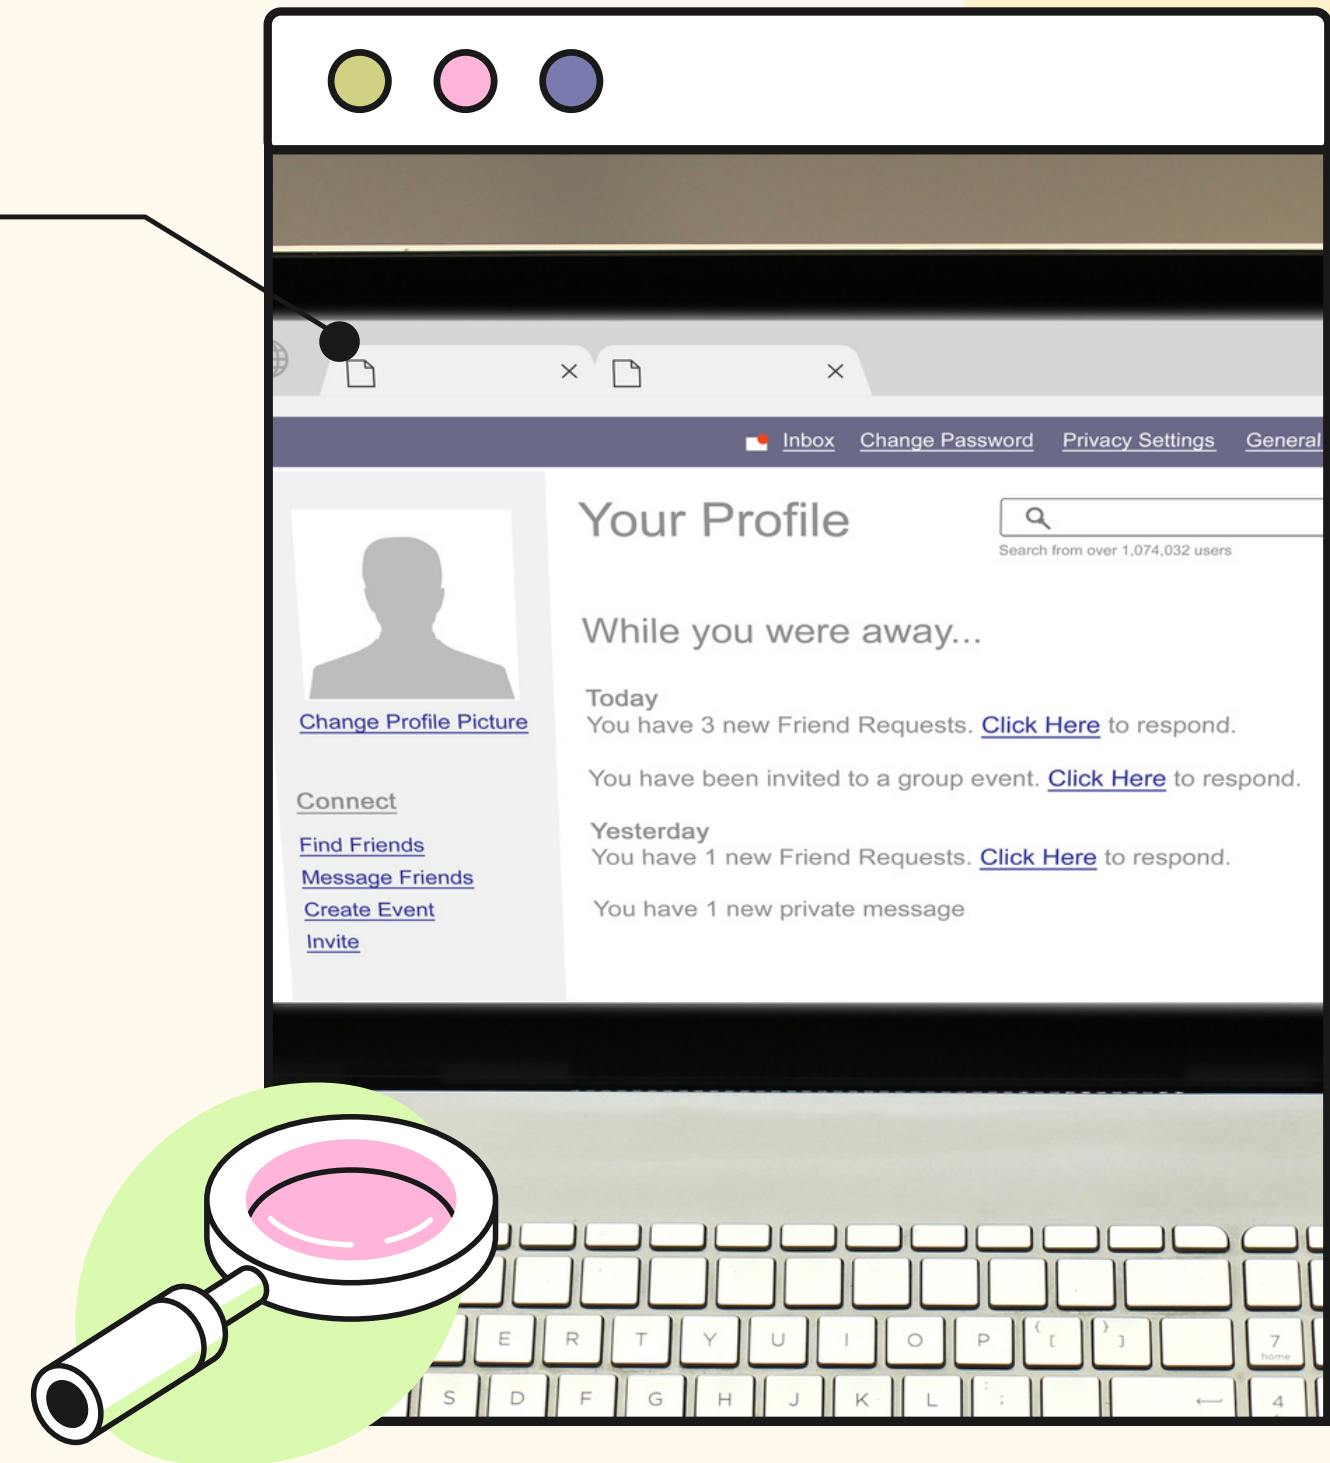 Inbox Change Password Privacy Settings General
Your Profile
Search from over 1,074,032 users
While you were away...
Today
You have 3 new Friend Requests. Click Here to respond.
You have been invited to a group event. Click Here to respond.
Yesterday
You have 1 new Friend Requests. Click Here to respond.
You have 1 new private message
Change Profile Picture
Connect
Find Friends
Message Friends
Create Event
Invite
E R T Y U I O P { [ } ] 7
home
S D F G H J K L : ; 4